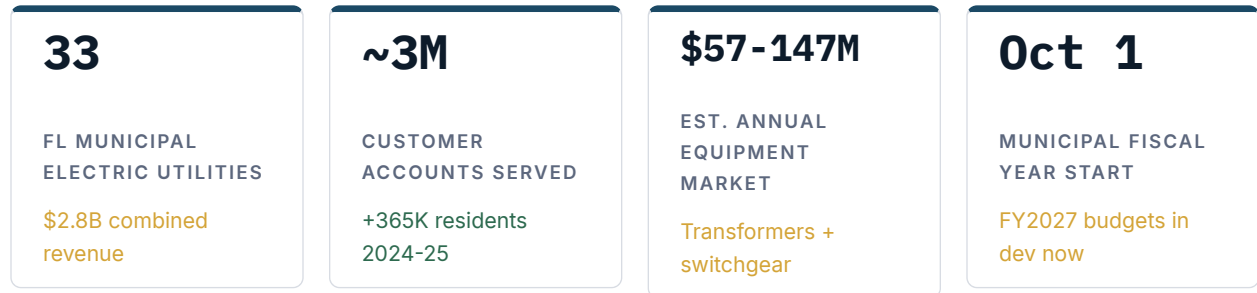 33
FL MUNICIPAL
ELECTRIC UTILITIES
$2.8B combined
revenue
~3M
CUSTOMER
ACCOUNTS SERVED
+365K residents
2024-25
$57-147M
EST. ANNUAL
EQUIPMENT
MARKET
Transformers +
switchgear
Oct 1
MUNICIPAL FISCAL
YEAR START
FY2027 budgets in
dev now